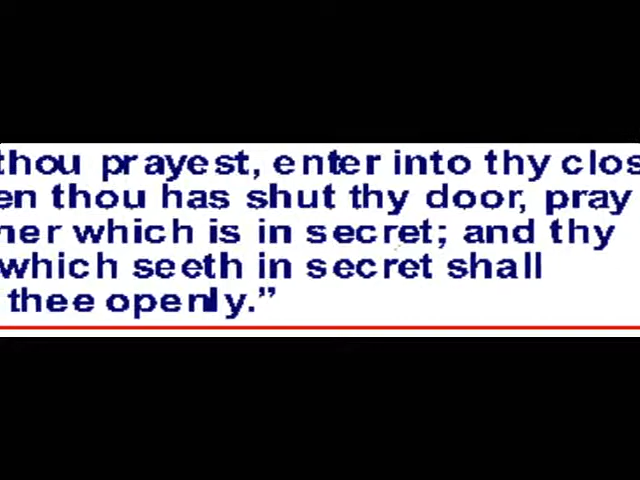 thou prayest, enter into thy clos
en thou has shut thy door, pray
her which is in secret; and thy
which seeth in secret shall
thee openly.”